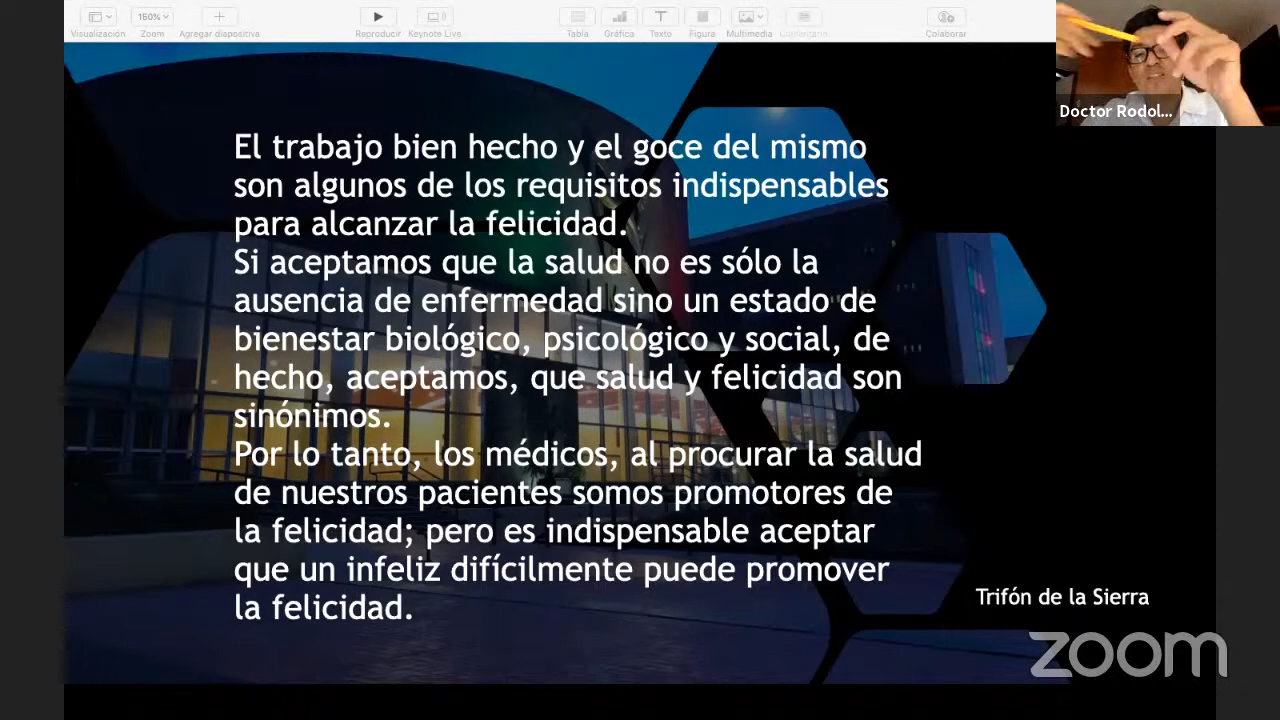 150%
Visualización Zoom Agregar diapositiva Reproducir Keynote Live Tabla Gráfica Texto Figura Multimedia Comentario Colaborar
Doctor Rodol...
El trabajo bien hecho y el goce del mismo
son algunos de los requisitos indispensables
para alcanzar la felicidad.
Si aceptamos que la salud no es sólo la
ausencia de enfermedad sino un estado de
bienestar biológico, psicológico y social, de
hecho, aceptamos, que salud y felicidad son
sinónimos.
Por lo tanto, los médicos, al procurar la salud
de nuestros pacientes somos promotores de
la felicidad; pero es indispensable aceptar
que un infeliz difícilmente puede promover
la felicidad.
Trifón de la Sierra
zoom